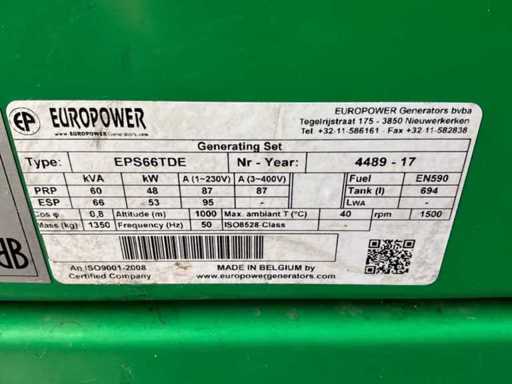 EP EUROPOWER
www.EUROPOWERGenerators.com
EUROPOWER Generators bvba
Tegelrijstraat 175 - 3850 Nieuwerkerken
Tel +32-11-586161 - Fax +32-11-582838
Generating Set
Type: EPS66TDE Nr - Year: 4489 - 17
kVA kW A (1~230V) A (3~400V) Fuel EN590
PRP 60 48 87 87 Tank (l) 694
ESP 66 53 95 - LWA -
Cos φ 0,8 Altitude (m) 1000 Max. ambiant T (°C) 40 rpm 1500
Mass (kg) 1350 Frequency (Hz) 50 ISO8528-Class
An ISO9001-2008
Certified Company
MADE IN BELGIUM by
www.europowergenerators.com